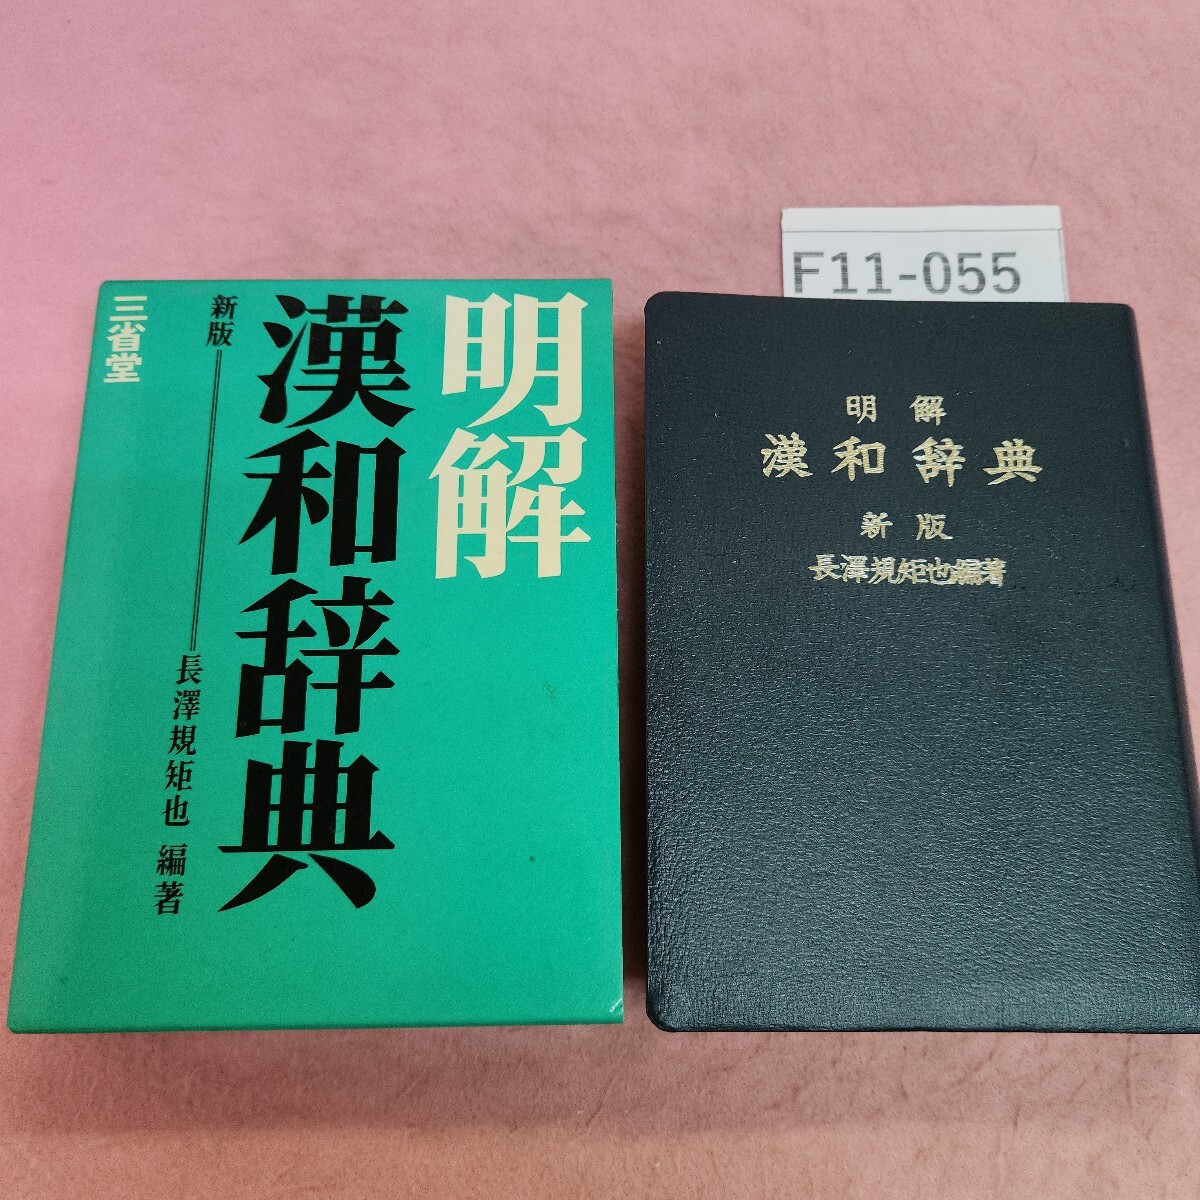 明解
漢和辞典
新版
長澤規矩也 編著
三省堂
F11-055
明解
漢和辞典
新版
長澤規矩也編著